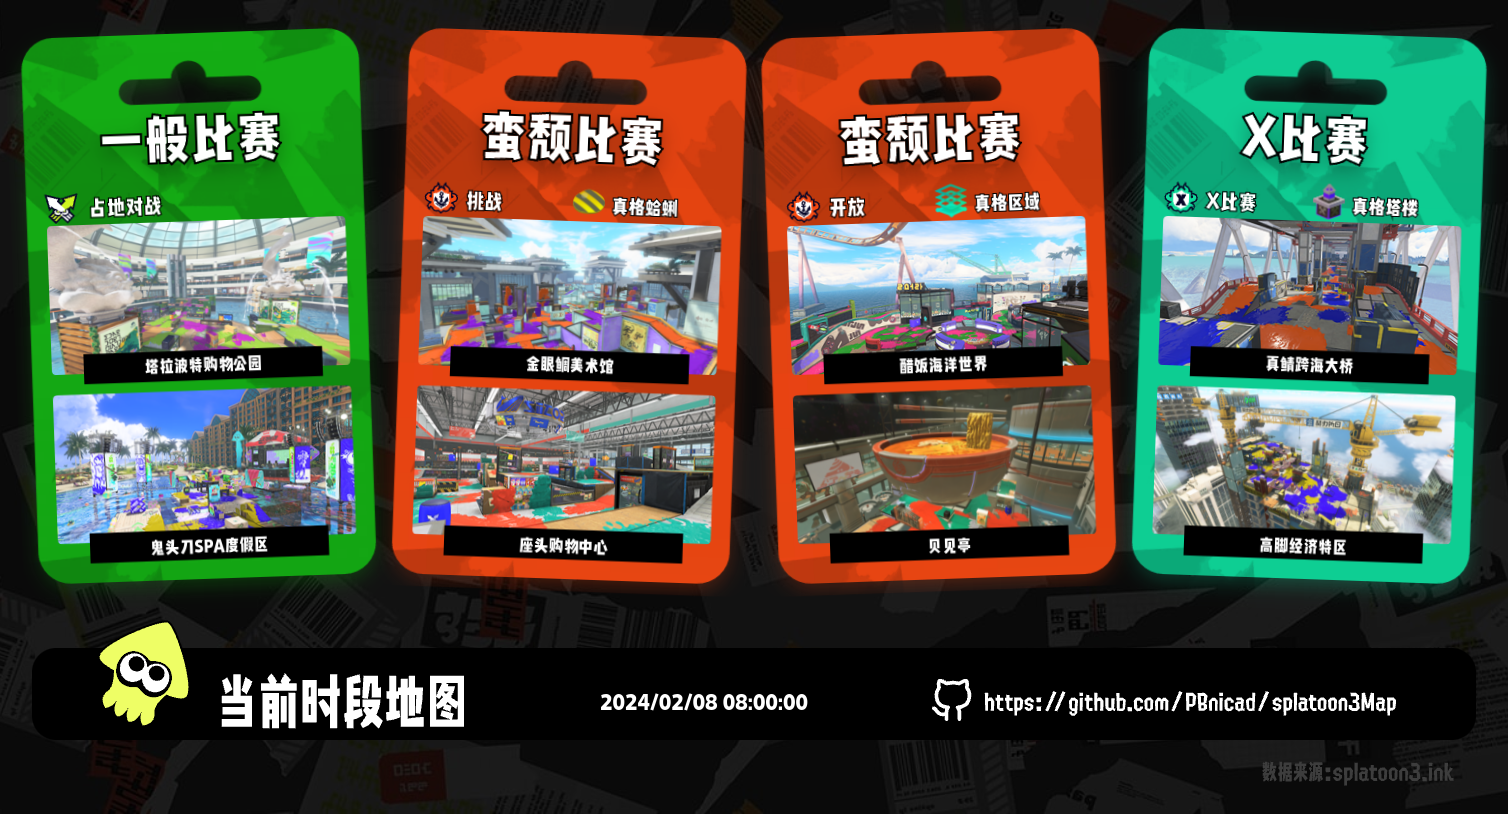 一般比赛
占地对战
塔拉波特购物公园
鬼头刀SPA度假区
蛮颓比赛
挑战
真格蛤蜊
金眼鲷美术馆
座头购物中心
蛮颓比赛
开放
真格区域
醋饭海洋世界
贝贝亭
X比赛
X比赛
真格塔楼
真鲭跨海大桥
高脚经济特区
当前时段地图
2024/02/08 08:00:00
https://github.com/PBnicad/splatoon3Map
数据来源:splatoon3.ink